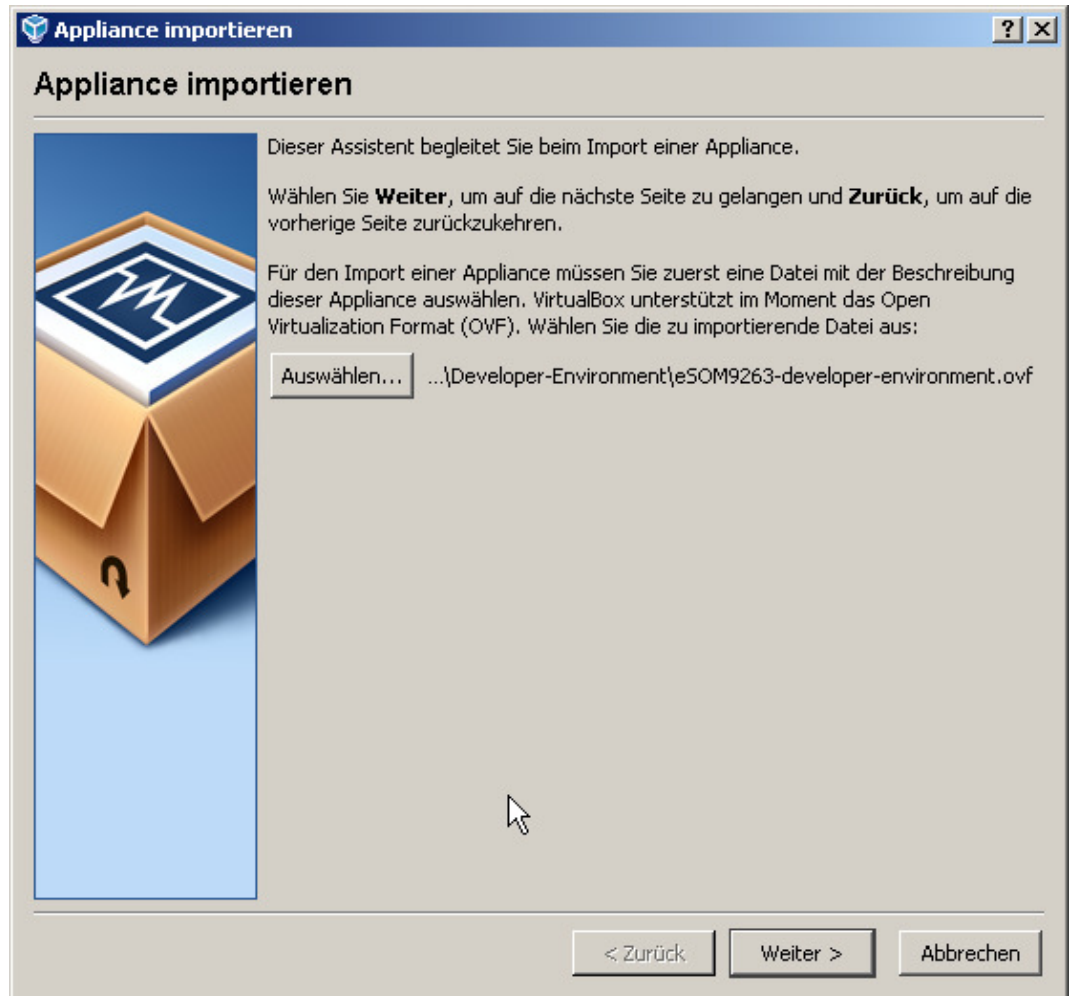 Appliance importieren
Appliance importieren
Dieser Assistent begleitet Sie beim Import einer Appliance.
Wählen Sie Weiter, um auf die nächste Seite zu gelangen und Zurück, um auf die
vorherige Seite zurückzukehren.
Für den Import einer Appliance müssen Sie zuerst eine Datei mit der Beschreibung
dieser Appliance auswählen. VirtualBox unterstützt im Moment das Open
Virtualization Format (OVF). Wählen Sie die zu importierende Datei aus:
Auswählen... ...\Developer-Environment\eSOM9263-developer-environment.ovf
< Zurück Weiter > Abbrechen